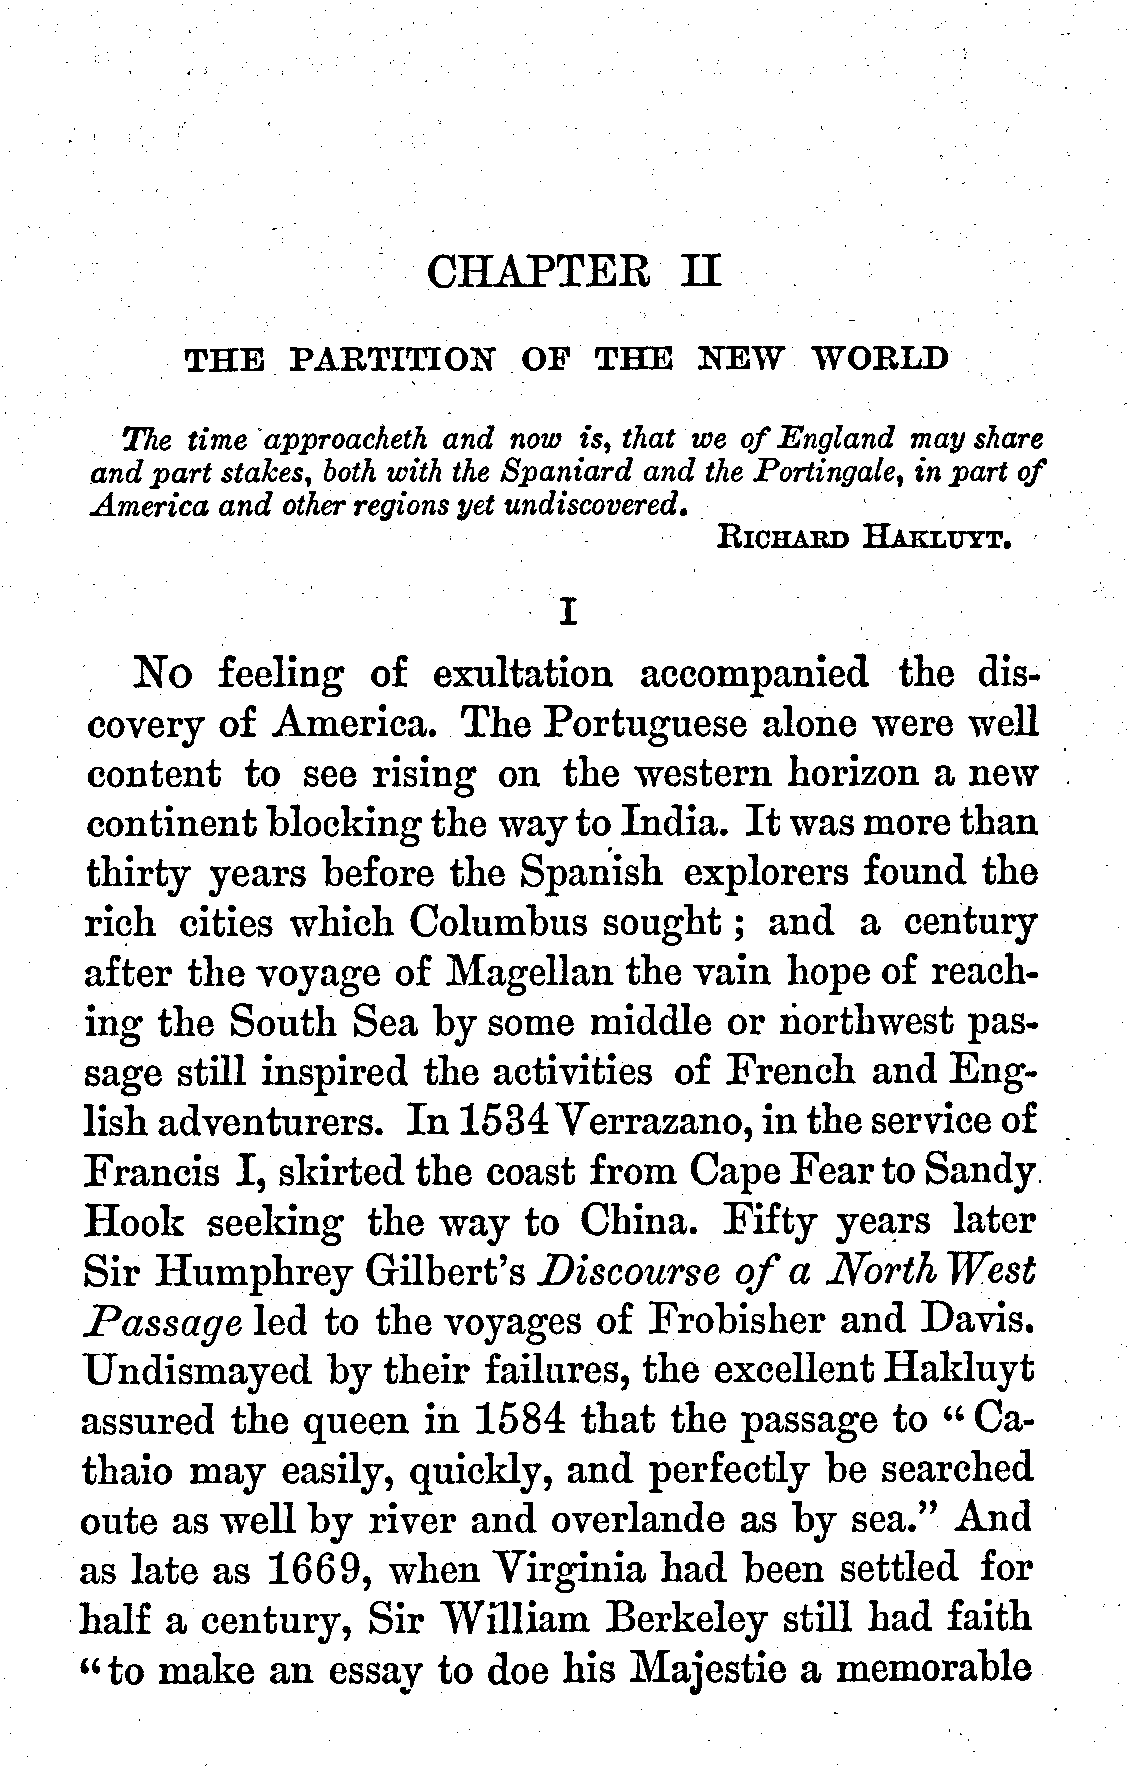 CHAPTER II
THE PARTITION OF THE NEW WORLD
The time approacheth and now is, that we of England may share
and part stakes, both with the Spaniard and the Portingale, in part of
America and other regions yet undiscovered.
RICHARD HAKLUYT.
I
No feeling of exultation accompanied the dis-
covery of America. The Portuguese alone were well
content to see rising on the western horizon a new
continent blocking the way to India. It was more than
thirty years before the Spanish explorers found the
rich cities which Columbus sought ; and a century
after the voyage of Magellan the vain hope of reach-
ing the South Sea by some middle or northwest pas-
sage still inspired the activities of French and Eng-
lish adventurers. In 1534 Verrazano, in the service of
Francis I, skirted the coast from Cape Fear to Sandy
Hook seeking the way to China. Fifty years later
Sir Humphrey Gilbert's Discourse of a North West
Passage led to the voyages of Frobisher and Davis.
Undismayed by their failures, the excellent Hakluyt
assured the queen in 1584 that the passage to "Ca-
thaio may easily, quickly, and perfectly be searched
oute as well by river and overlande as by sea." And
as late as 1669, when Virginia had been settled for
half a century, Sir William Berkeley still had faith
"to make an essay to doe his Majestie a memorable